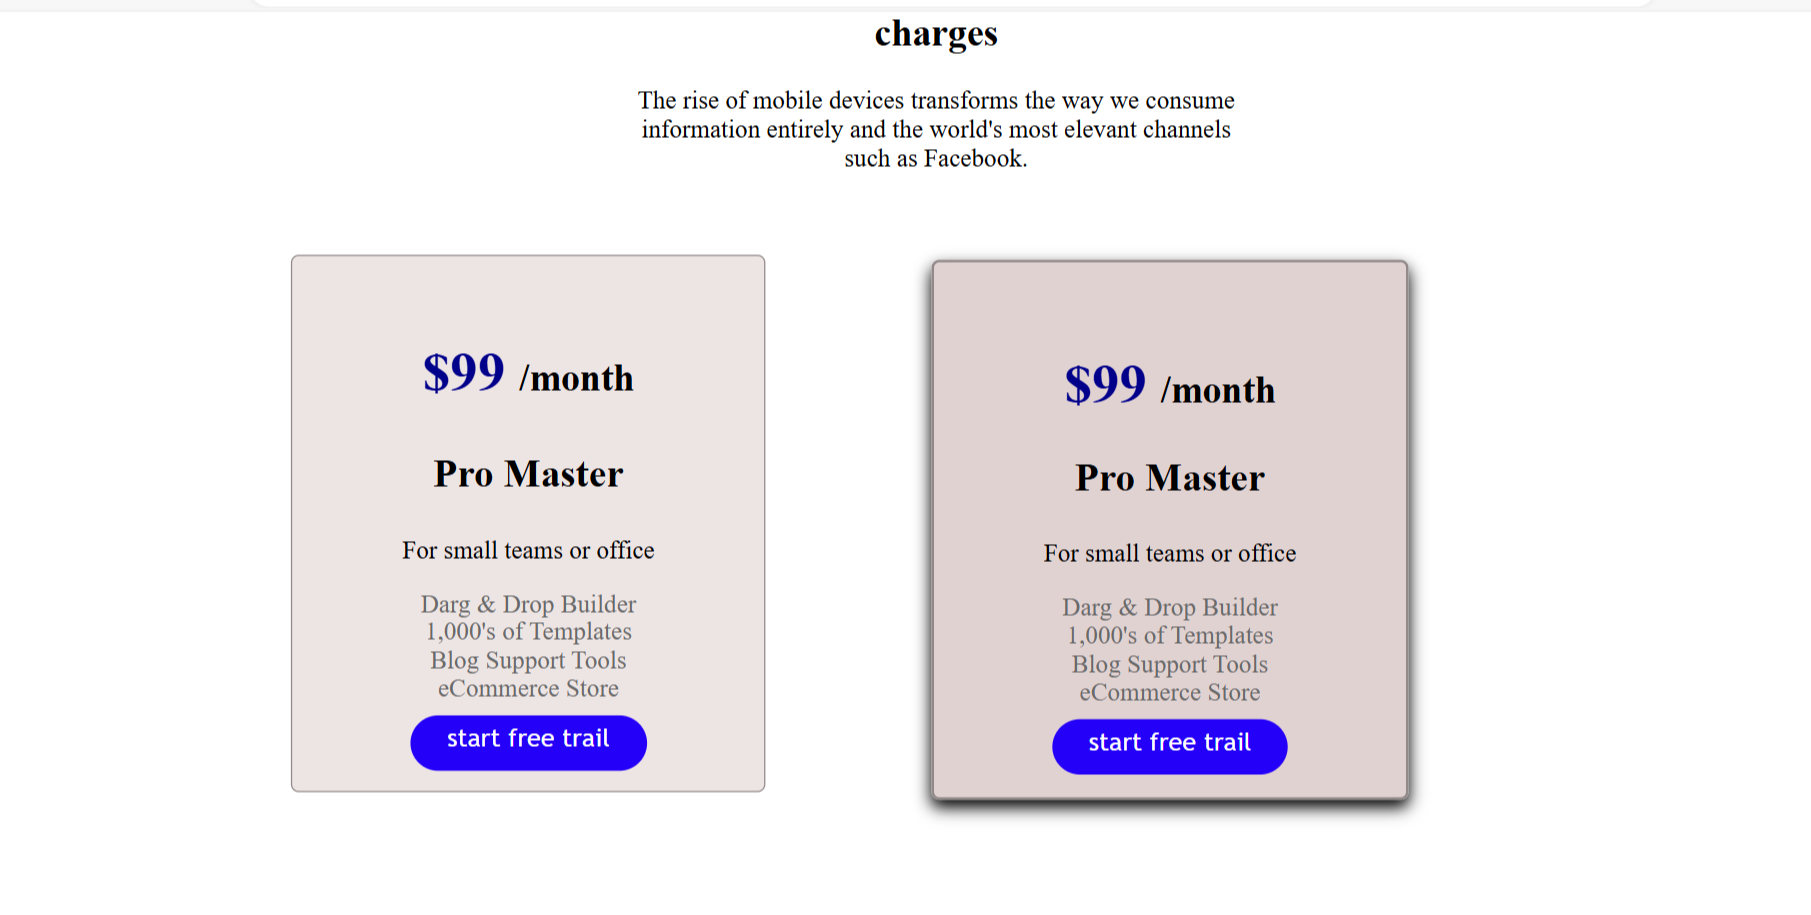 charges
The rise of mobile devices transforms the way we consume
information entirely and the world's most elevant channels
such as Facebook.
$99 /month
Pro Master
For small teams or office
Darg & Drop Builder
1,000's of Templates
Blog Support Tools
eCommerce Store
start free trail
$99 /month
Pro Master
For small teams or office
Darg & Drop Builder
1,000's of Templates
Blog Support Tools
eCommerce Store
start free trail